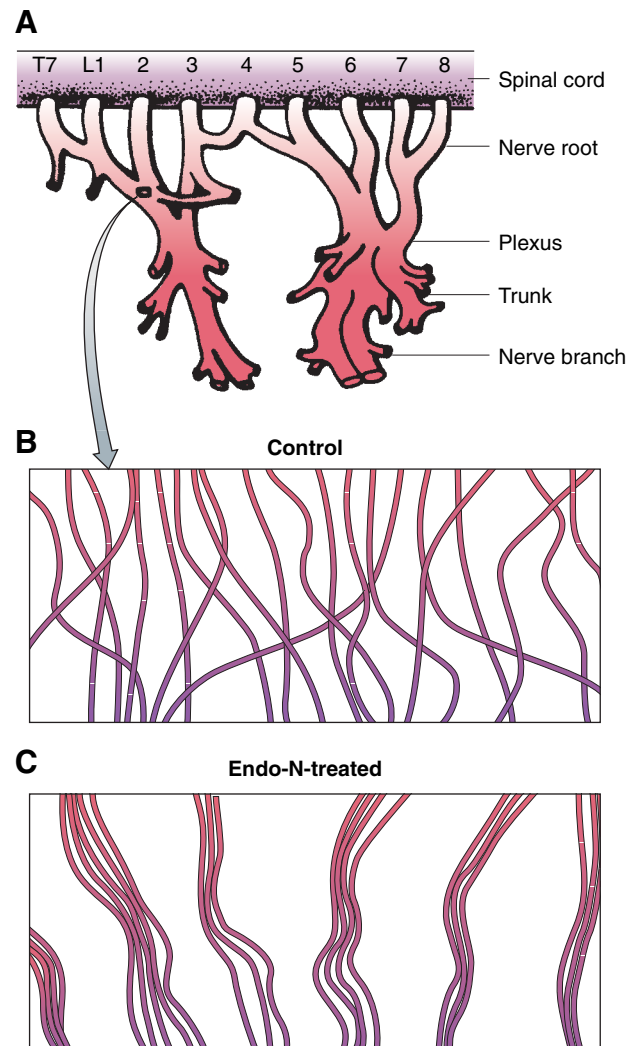 A
T7 L1 2 3 4 5 6 7 8
Spinal cord
Nerve root
Plexus
Trunk
Nerve branch
B
Control
C
Endo-N-treated